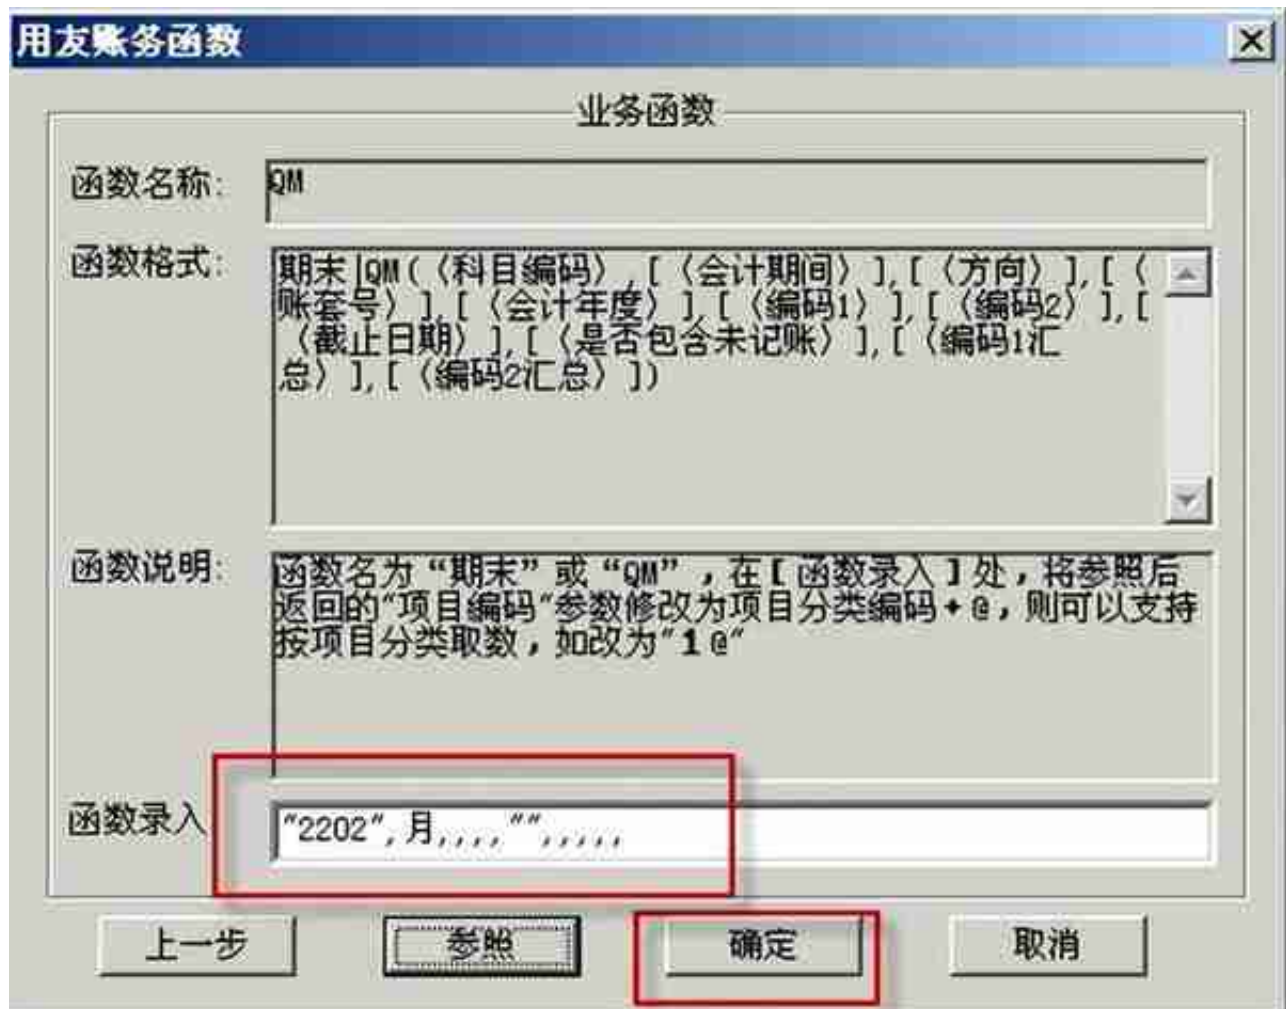 用友账务函数
业务函数
函数名称:
QM
函数格式:
期末|QM(〈科目编码〉,[〈会计期间〉],[〈方向〉],[〈
账套号〉],[〈会计年度〉],[〈编码1〉],[〈编码2〉],[
〈截止日期〉],[〈是否包含未记账〉],[〈编码1汇
总〉],[〈编码2汇总〉])
函数说明:
函数名为“期末”或“QM”,在【函数录入】处,将参照后
返回的"项目编码"参数修改为项目分类编码+@,则可以支持
按项目分类取数,如改为"1@"
函数录入
"2202",月,,,,"",,,,,
上一步
参照
确定
取消